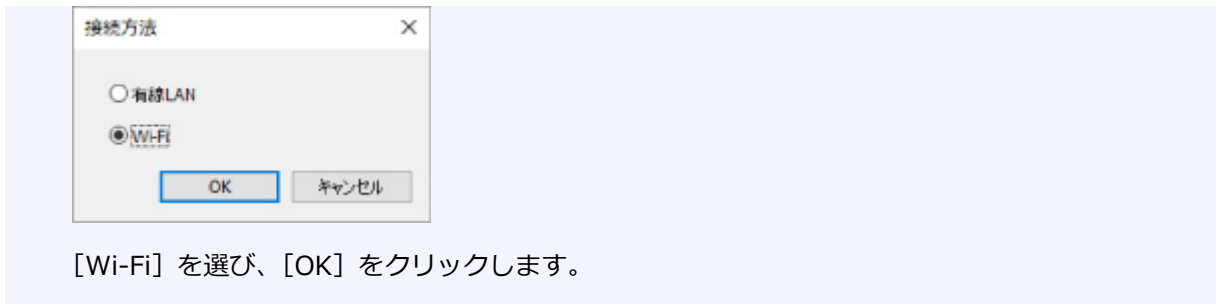 接続方法
有線LAN
Wi-Fi
OK
キャンセル
［Wi-Fi］を選び、［OK］をクリックします。